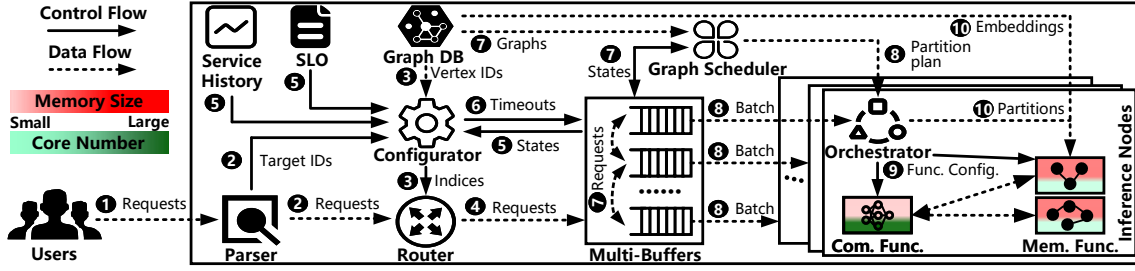 Control Flow
Data Flow
Memory Size
Small Large
Core Number
Users
1 Requests
Service
History
SLO
Graph DB
5
5
3 Vertex IDs
7 Graphs
7
States
Graph Scheduler
10 Embeddings
8 Partition
plan
2 Target IDs
Configurator
6 Timeouts
5 States
3 Indices
2 Requests
4 Requests
Parser
Router
7 Requests
......
Multi-Buffers
8 Batch
8 Batch
8 Batch
...
Orchestrator
10 Partitions
9 Func. Config.
Com. Func.
Mem. Func.
Inference Nodes